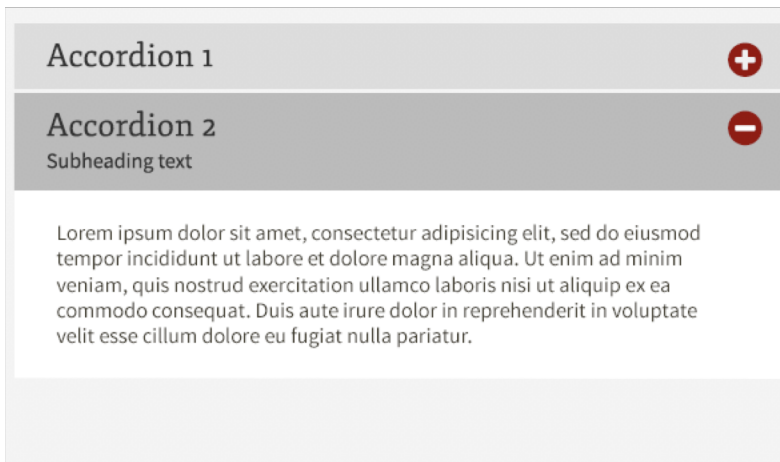 Accordion 1
Accordion 2
Subheading text
Lorem ipsum dolor sit amet, consectetur adipisicing elit, sed do eiusmod
tempor incididunt ut labore et dolore magna aliqua. Ut enim ad minim
veniam, quis nostrud exercitation ullamco laboris nisi ut aliquip ex ea
commodo consequat. Duis aute irure dolor in reprehenderit in voluptate
velit esse cillum dolore eu fugiat nulla pariatur.